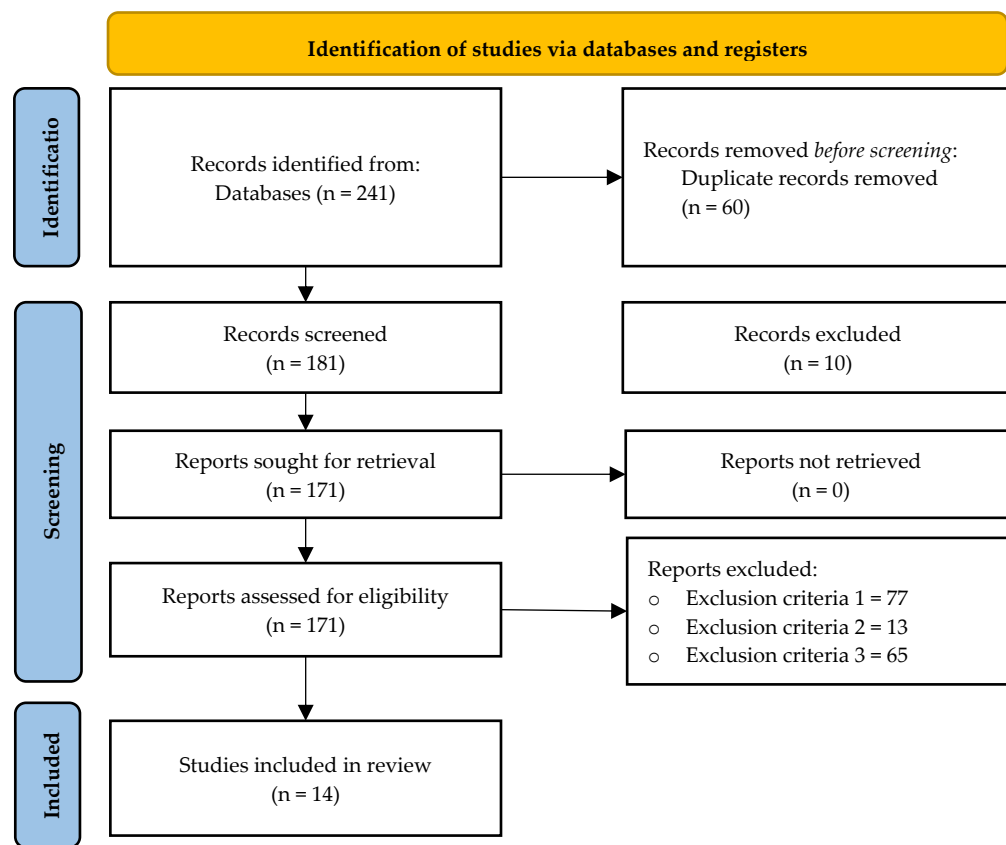 Identification of studies via databases and registers
Identificatio
Records identified from:
Databases (n = 241)
Records removed before screening:
Duplicate records removed
(n = 60)
Screening
Records screened
(n = 181)
Records excluded
(n = 10)
Reports sought for retrieval
(n = 171)
Reports not retrieved
(n = 0)
Reports assessed for eligibility
(n = 171)
Reports excluded:
o Exclusion criteria 1 = 77
o Exclusion criteria 2 = 13
o Exclusion criteria 3 = 65
Included
Studies included in review
(n = 14)